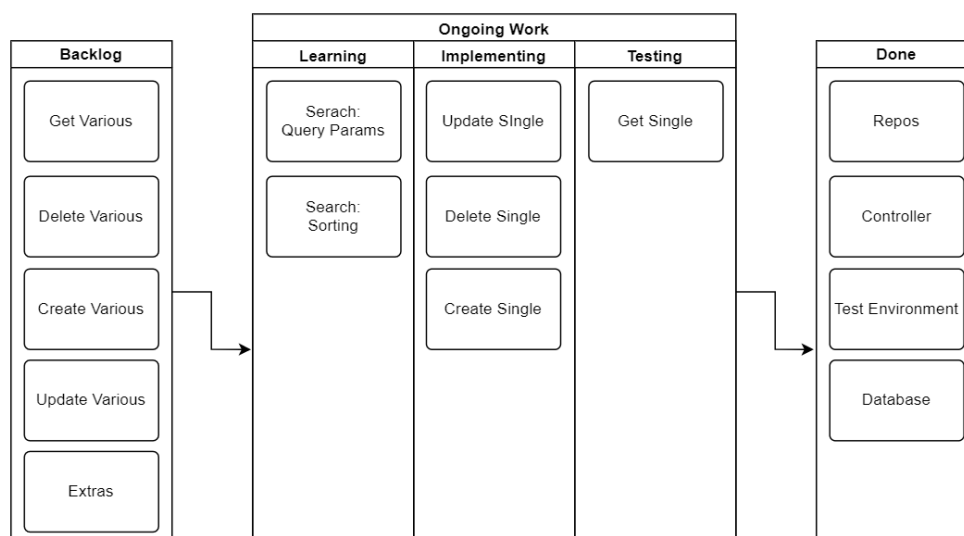 Ongoing Work
Backlog
Learning
Implementing
Testing
Done
Get Various
Serach:
Query Params
Update SIngle
Get Single
Repos
Delete Various
Search:
Sorting
Delete Single
Controller
Create Various
Create Single
Test Environment
Update Various
Database
Extras